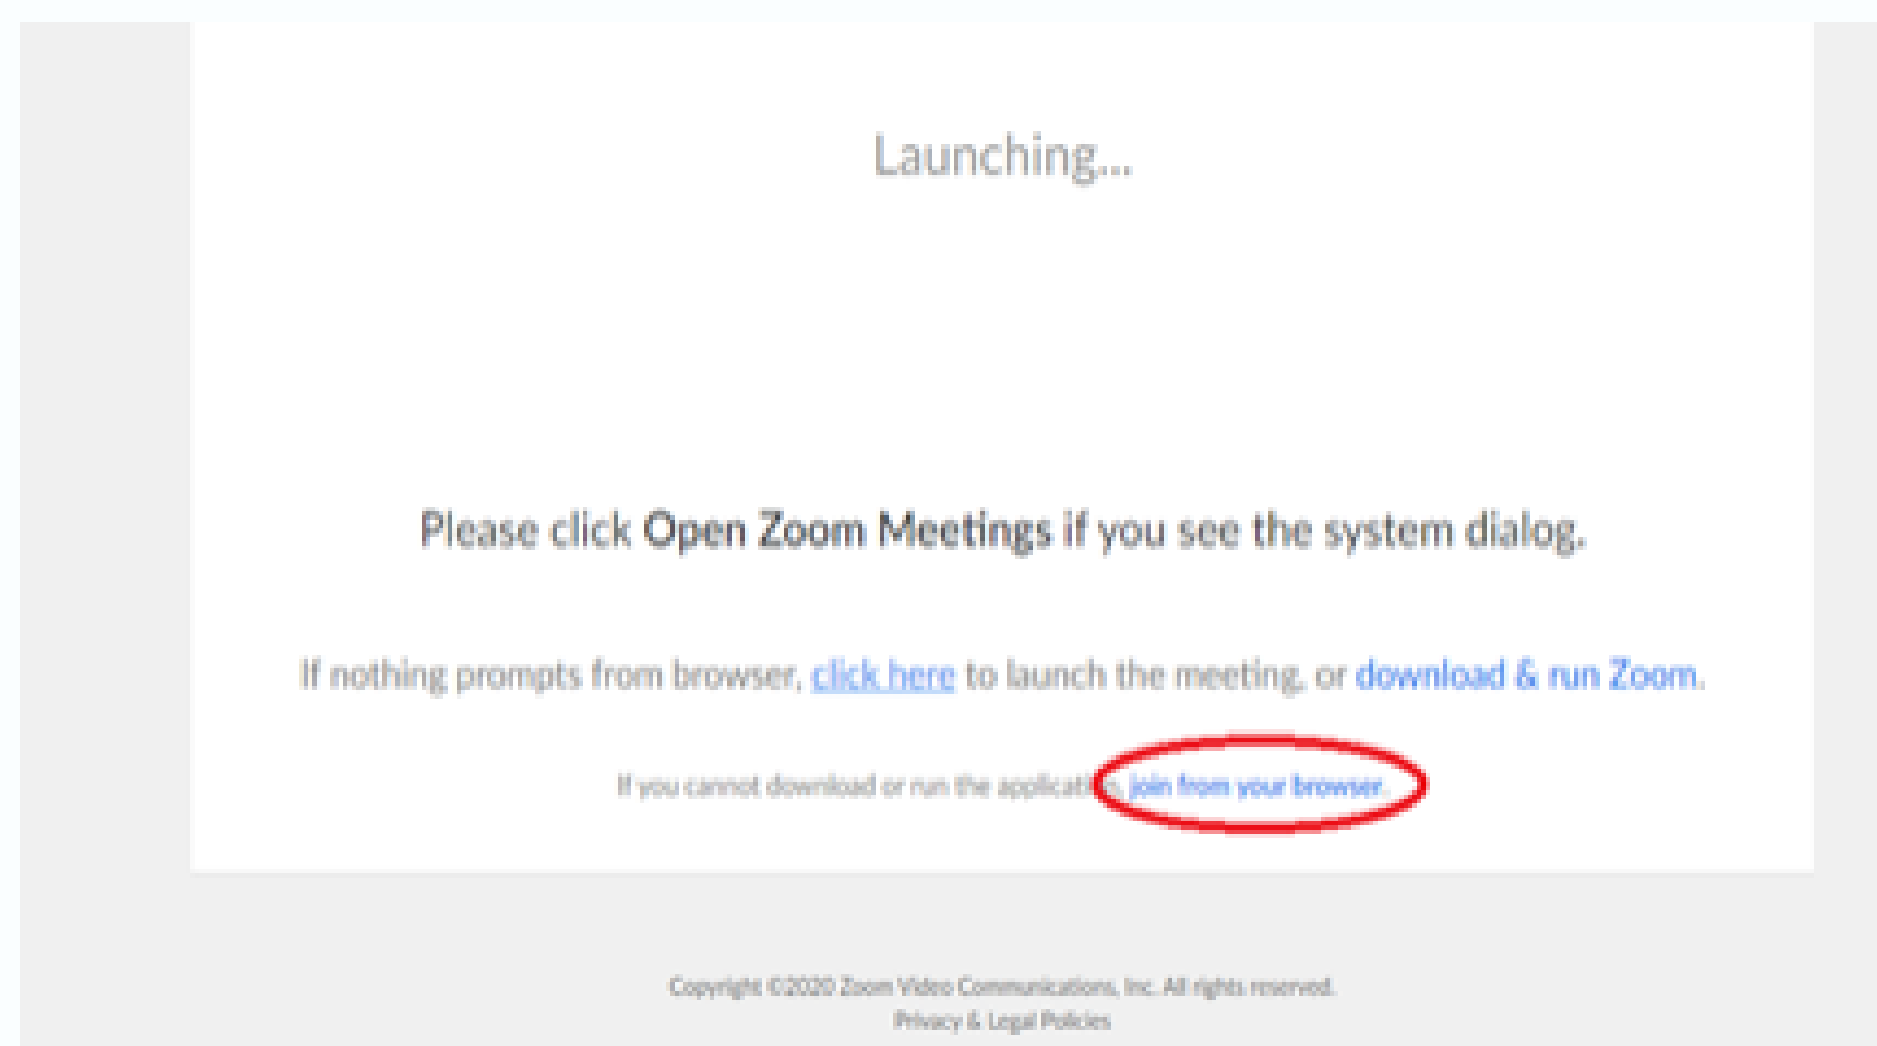 Launching...
Please click Open Zoom Meetings if you see the system dialog.
If nothing prompts from browser, click here to launch the meeting, or download & run Zoom.
If you cannot download or run the application, join from your browser.
Copyright ©2020 Zoom Video Communications, Inc. All rights reserved.
Privacy & Legal Policies